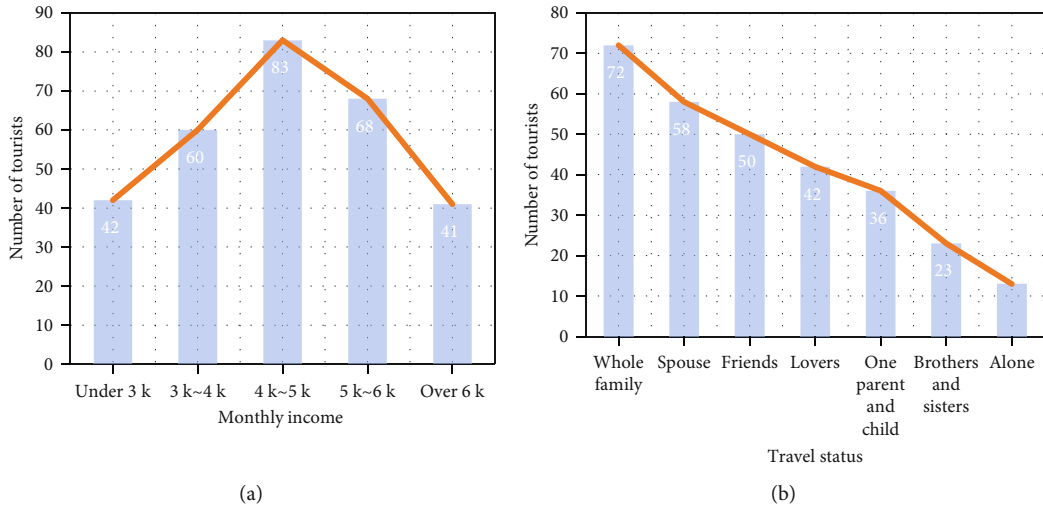 90
80
70
60
50
40
30
20
10
0
Number of tourists
42
60
83
68
41
Under 3 k
3 k~4 k
4 k~5 k
5 k~6 k
Over 6 k
Monthly income
(a)
70
60
50
40
30
20
10
0
Number of tourists
72
58
50
42
36
23
Whole
family
Spouse
Friends
Lovers
One
parent
and
child
Brothers
and
sisters
Alone
Travel status
(b)